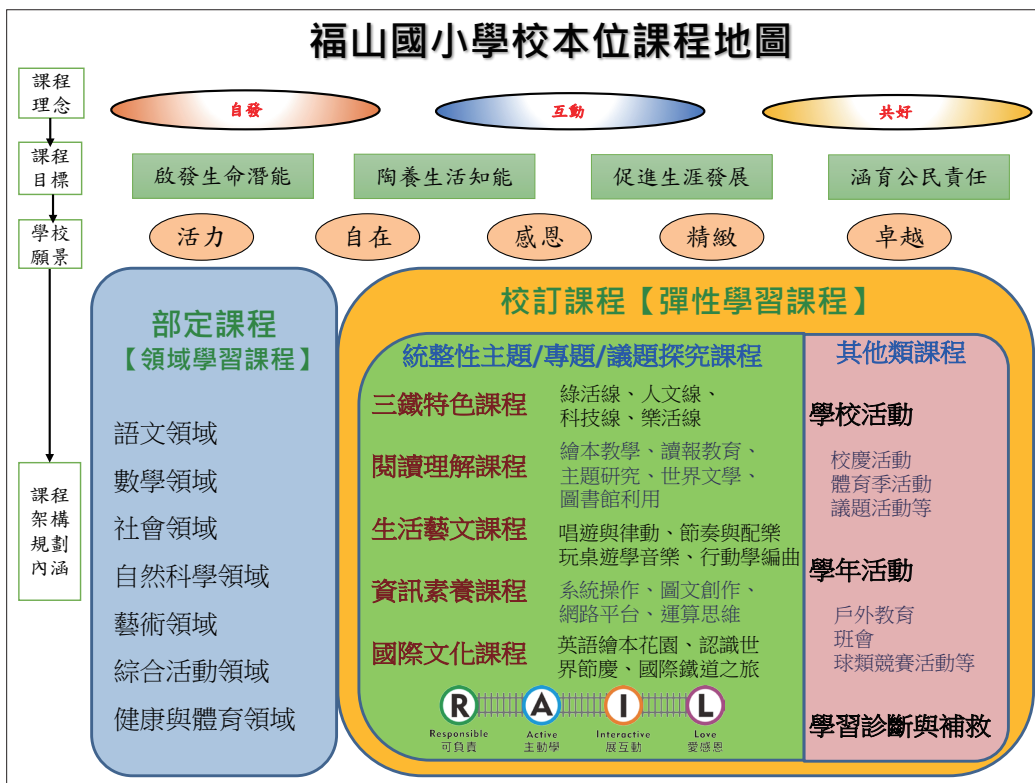 福山國小學校本位課程地圖
課程
理念
自發
互動
共好
課程
目標
啟發生命潛能
陶養生活知能
促進生涯發展
涵育公民責任
學校
願景
活力
自在
感恩
精緻
卓越
課程
架構
規劃
內涵
部定課程
【領域學習課程】
語文領域
數學領域
社會領域
自然科學領域
藝術領域
綜合活動領域
健康與體育領域
校訂課程【彈性學習課程】
統整性主題/專題/議題探究課程
三鐵特色課程
綠活線、人文線、
科技線、樂活線
閱讀理解課程
繪本教學、讀報教育、
主題研究、世界文學、
圖書館利用
生活藝文課程
唱遊與律動、節奏與配樂
玩桌遊學音樂、行動學編曲
資訊素養課程
系統操作、圖文創作、
網路平台、運算思維
國際文化課程
英語繪本花園、認識世
界節慶、國際鐵道之旅
R A I L
Responsible Active Interactive Love
可負責 主動學 展互動 愛感恩
其他類課程
學校活動
校慶活動
體育季活動
議題活動等
學年活動
戶外教育
班會
球類競賽活動等
學習診斷與補救